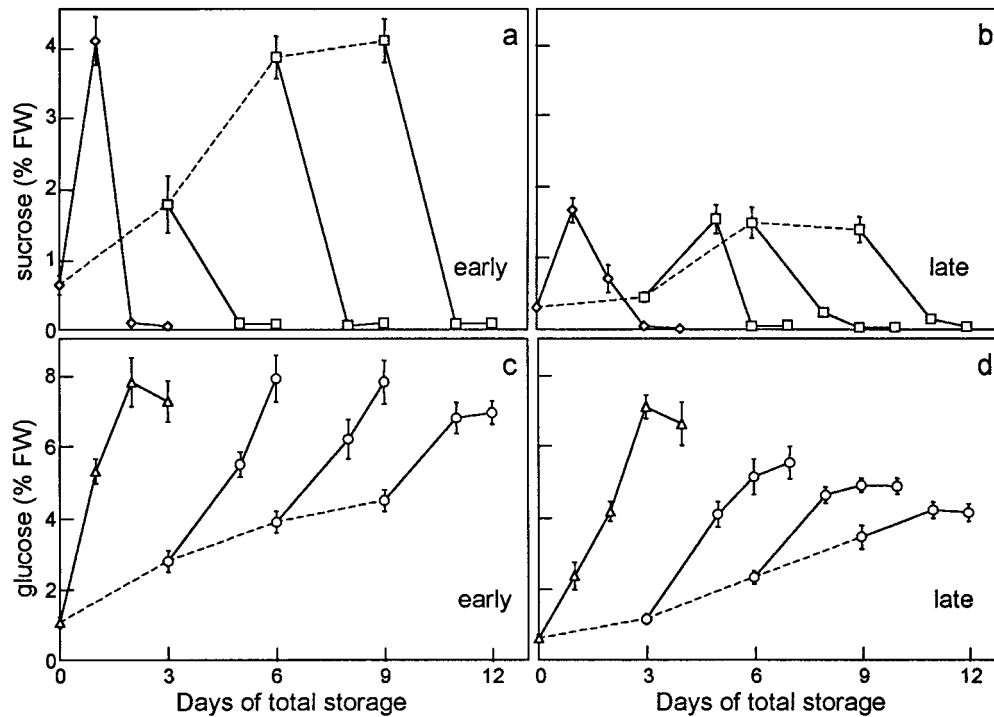 a
b
4
3
2
1
0
sucrose (% FW)
early
late
c
d
8
6
4
2
0
glucose (% FW)
early
late
0 3 6 9 12
0 3 6 9 12
Days of total storage
Days of total storage